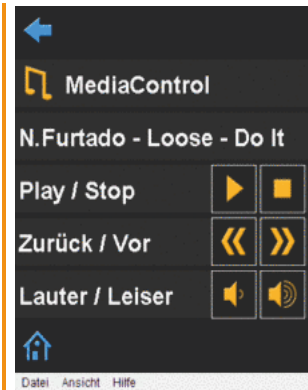 MediaControl
N.Furtado - Loose - Do It
Play / Stop
Zurück / Vor
Lauter / Leiser
Datei Ansicht Hilfe